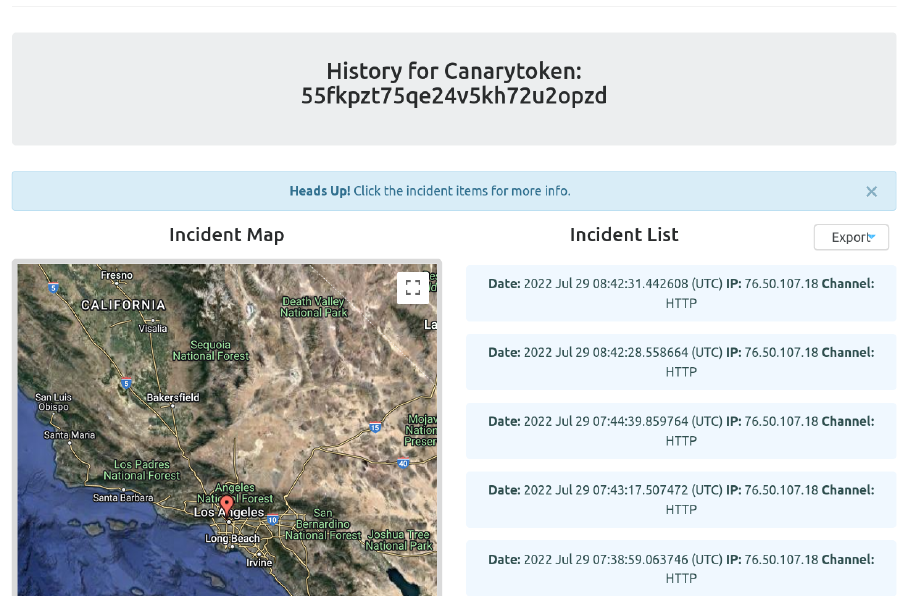 History for Canarytoken:
55fkpzt75qe24v5kh72u2opzd
Heads Up! Click the incident items for more info.
×
Incident Map
Incident List
Export
Fresno
5
CALIFORNIA
Visalia
Death Valley
National Park
La
Sequoia
National Forest
5
Bakersfield
San Luis
Obispo
15
Mojav
Nation
Preser
Santa Maria
40
Los Padres
National Forest
Santa Barbara
Angeles
National Forest
Los Angeles
10
San
Bernardino
National Forest
Long Beach
Joshua Tree
National Park
Irvine
Date: 2022 Jul 29 08:42:31.442608 (UTC) IP: 76.50.107.18 Channel:
HTTP
Date: 2022 Jul 29 08:42:28.558664 (UTC) IP: 76.50.107.18 Channel:
HTTP
Date: 2022 Jul 29 07:44:39.859764 (UTC) IP: 76.50.107.18 Channel:
HTTP
Date: 2022 Jul 29 07:43:17.507472 (UTC) IP: 76.50.107.18 Channel:
HTTP
Date: 2022 Jul 29 07:38:59.063746 (UTC) IP: 76.50.107.18 Channel:
HTTP